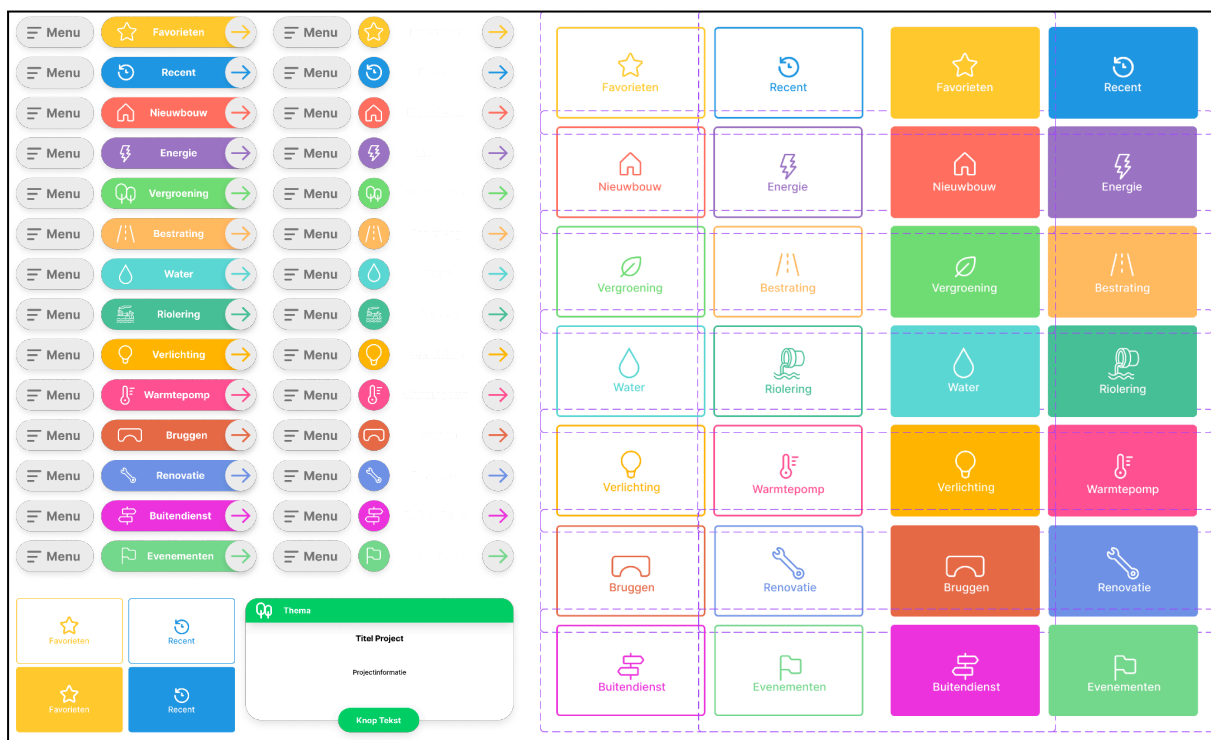 Menu Favorieten Menu
Menu Recent Menu
Menu Nieuwbouw Menu
Menu Energie Menu
Menu Vergroening Menu
Menu Bestrating Menu
Menu Water Menu
Menu Riolering Menu
Menu Verlichting Menu
Menu Warmtepomp Menu
Menu Bruggen Menu
Menu Renovatie Menu
Menu Buitendienst Menu
Menu Evenementen Menu
Favorieten Recent
Favorieten Recent
Thema
Titel Project
Projectinformatie
Knop Tekst
Favorieten Recent Favorieten Recent
Nieuwbouw Energie Nieuwbouw Energie
Vergroening Bestrating Vergroening Bestrating
Water Riolering Water Riolering
Verlichting Warmtepomp Verlichting Warmtepomp
Bruggen Renovatie Bruggen Renovatie
Buitendienst Evenementen Buitendienst Evenementen